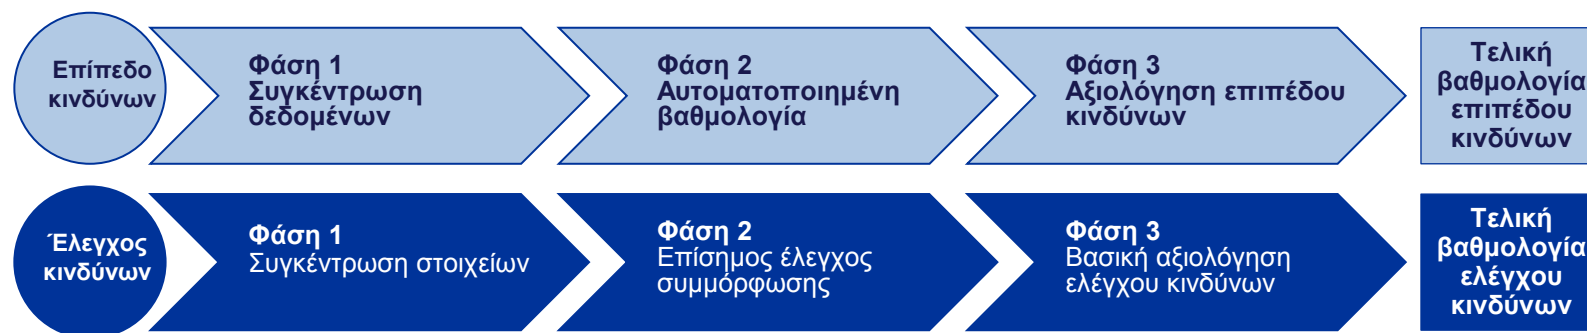 Επίπεδο
κινδύνων
Φάση 1
Συγκέντρωση
δεδομένων
Φάση 2
Αυτοματοποιημένη
βαθμολογία
Φάση 3
Αξιολόγηση επιπέδου
κινδύνων
Τελική
βαθμολογία
επιπέδου
κινδύνων
Έλεγχος
κινδύνων
Φάση 1
Συγκέντρωση στοιχείων
Φάση 2
Επίσημος έλεγχος
συμμόρφωσης
Φάση 3
Βασική αξιολόγηση
ελέγχου κινδύνων
Τελική
βαθμολογία
ελέγχου
κινδύνων